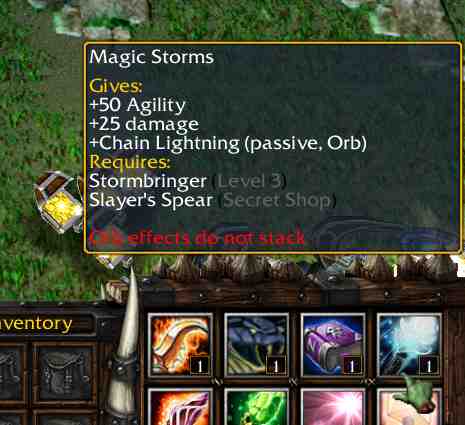 Magic Storms
Gives:
+50 Agility
+25 damage
+Chain Lightning (passive, Orb)
Requires:
Stormbringer (Level 3)
Slayer's Spear (Secret Shop)
Orb effects do not stack
nventory
1 1 1 1